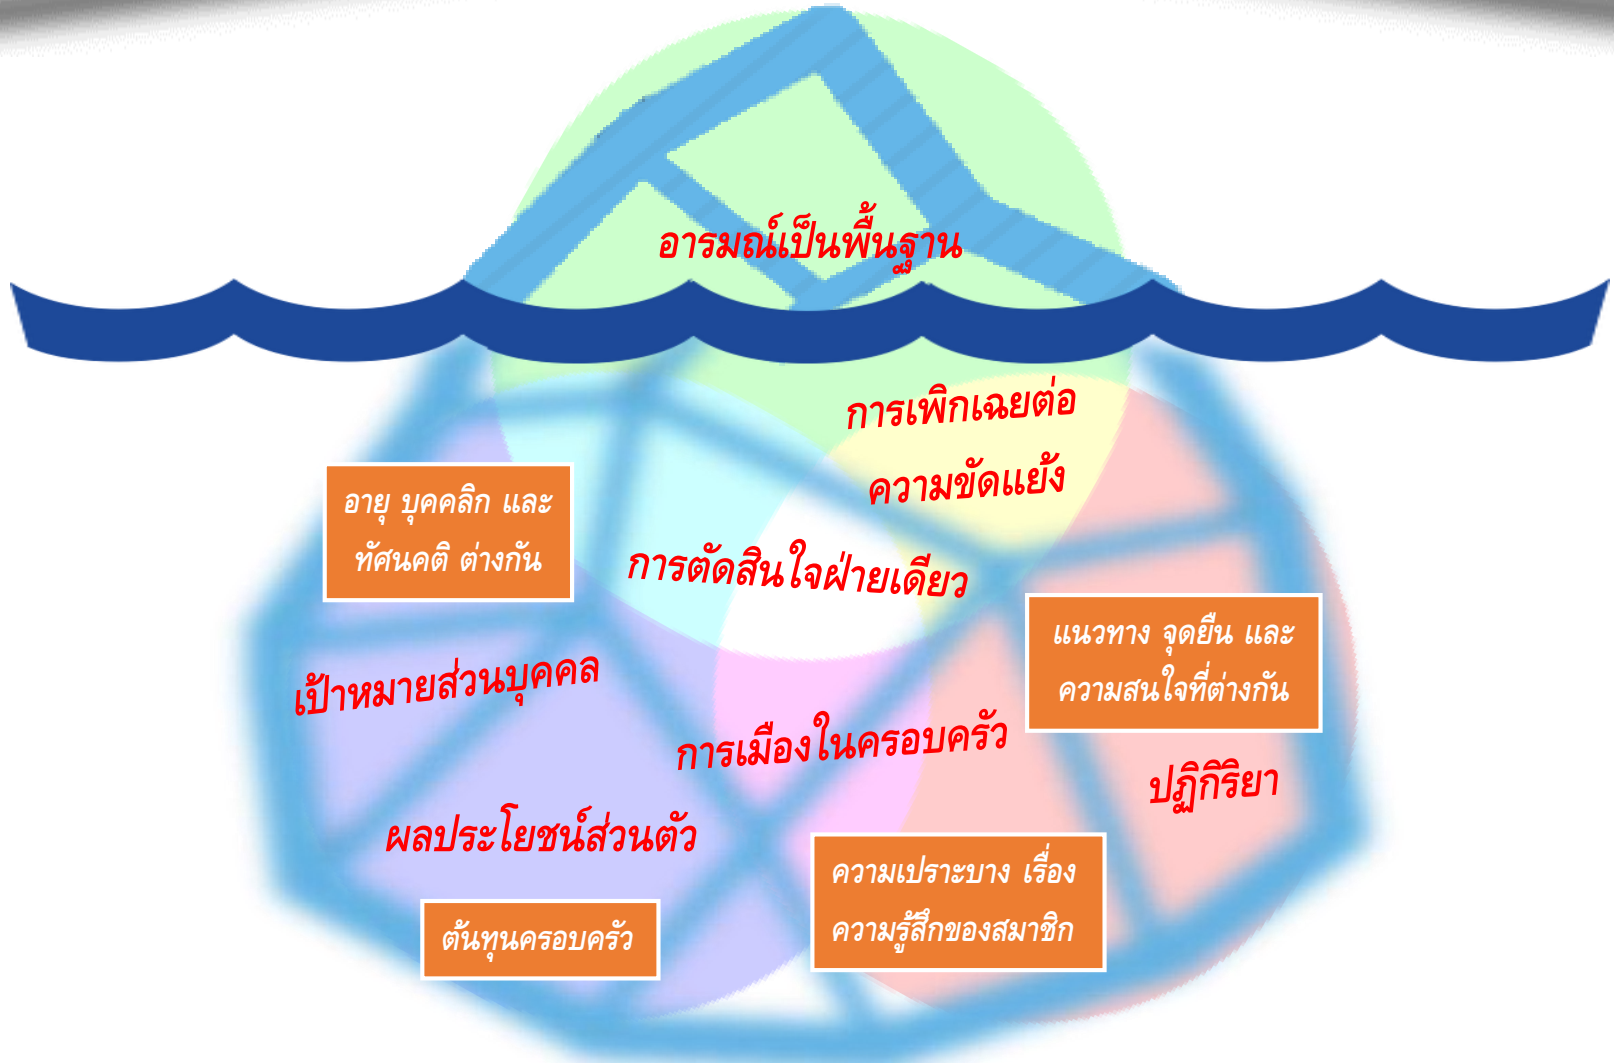 อารมณ์เป็นพื้นฐาน
การเพิกเฉยต่อ
ความขัดแย้ง
อายุ บุคคลิก และ
ทัศนคติ ต่างกัน
การตัดสินใจฝ่ายเดียว
แนวทาง จุดยืน และ
ความสนใจที่ต่างกัน
เป้าหมายส่วนบุคคล
การเมืองในครอบครัว
ปฏิกิริยา
ผลประโยชน์ส่วนตัว
ความเปราะบาง เรื่อง
ความรู้สึกของสมาชิก
ต้นทุนครอบครัว